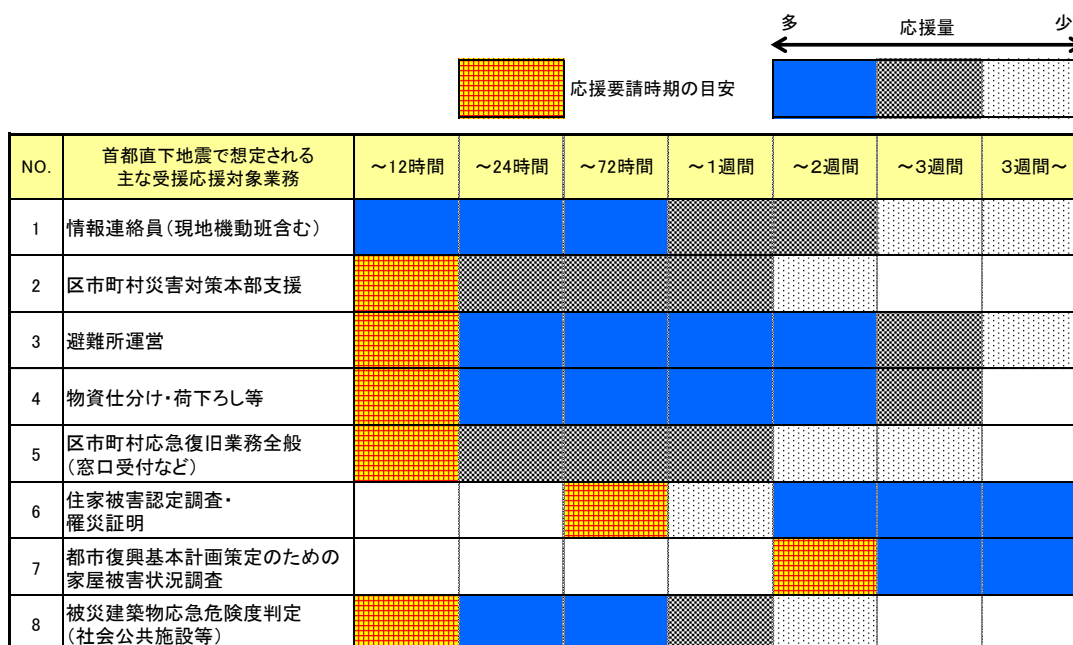 多 応援量 少
応援要請時期の目安
NO. 首都直下地震で想定される
主な受援応援対象業務 ～12時間 ～24時間 ～72時間 ～1週間 ～2週間 ～3週間 3週間～
1 情報連絡員(現地機動班含む)
2 区市町村災害対策本部支援
3 避難所運営
4 物資仕分け・荷下ろし等
5 区市町村応急復旧業務全般
(窓口受付など)
6 住家被害認定調査・
罹災証明
7 都市復興基本計画策定のための
家屋被害状況調査
8 被災建築物応急危険度判定
(社会公共施設等)